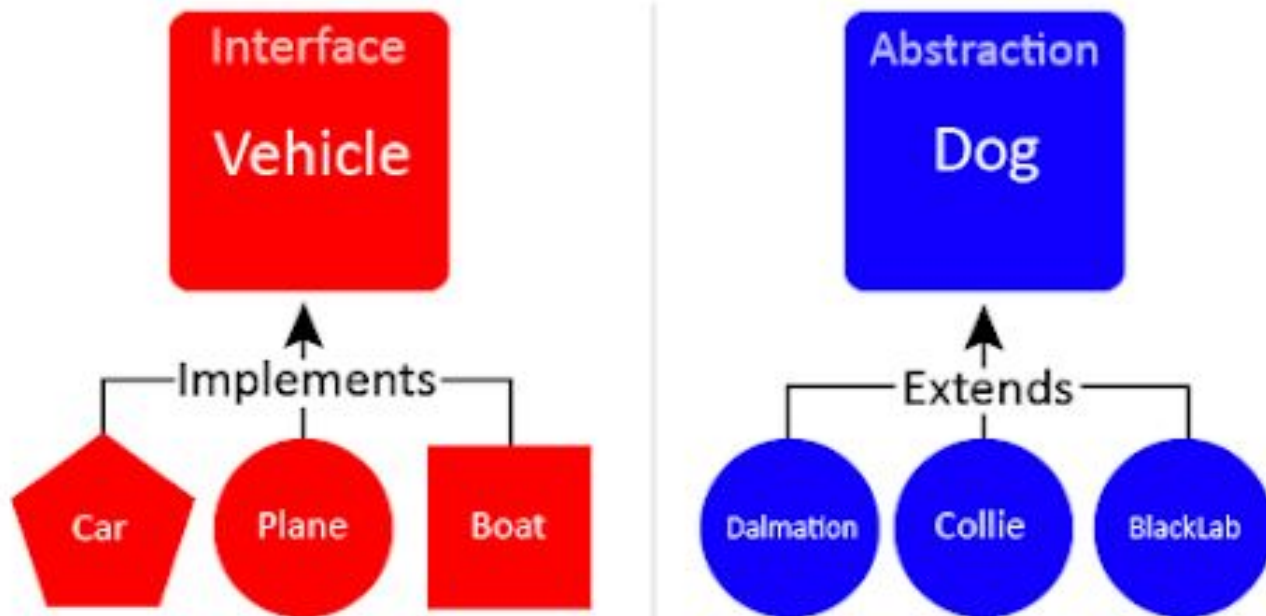 Interface
Vehicle
Implements
Car
Plane
Boat
Abstraction
Dog
Extends
Dalmation
Collie
BlackLab